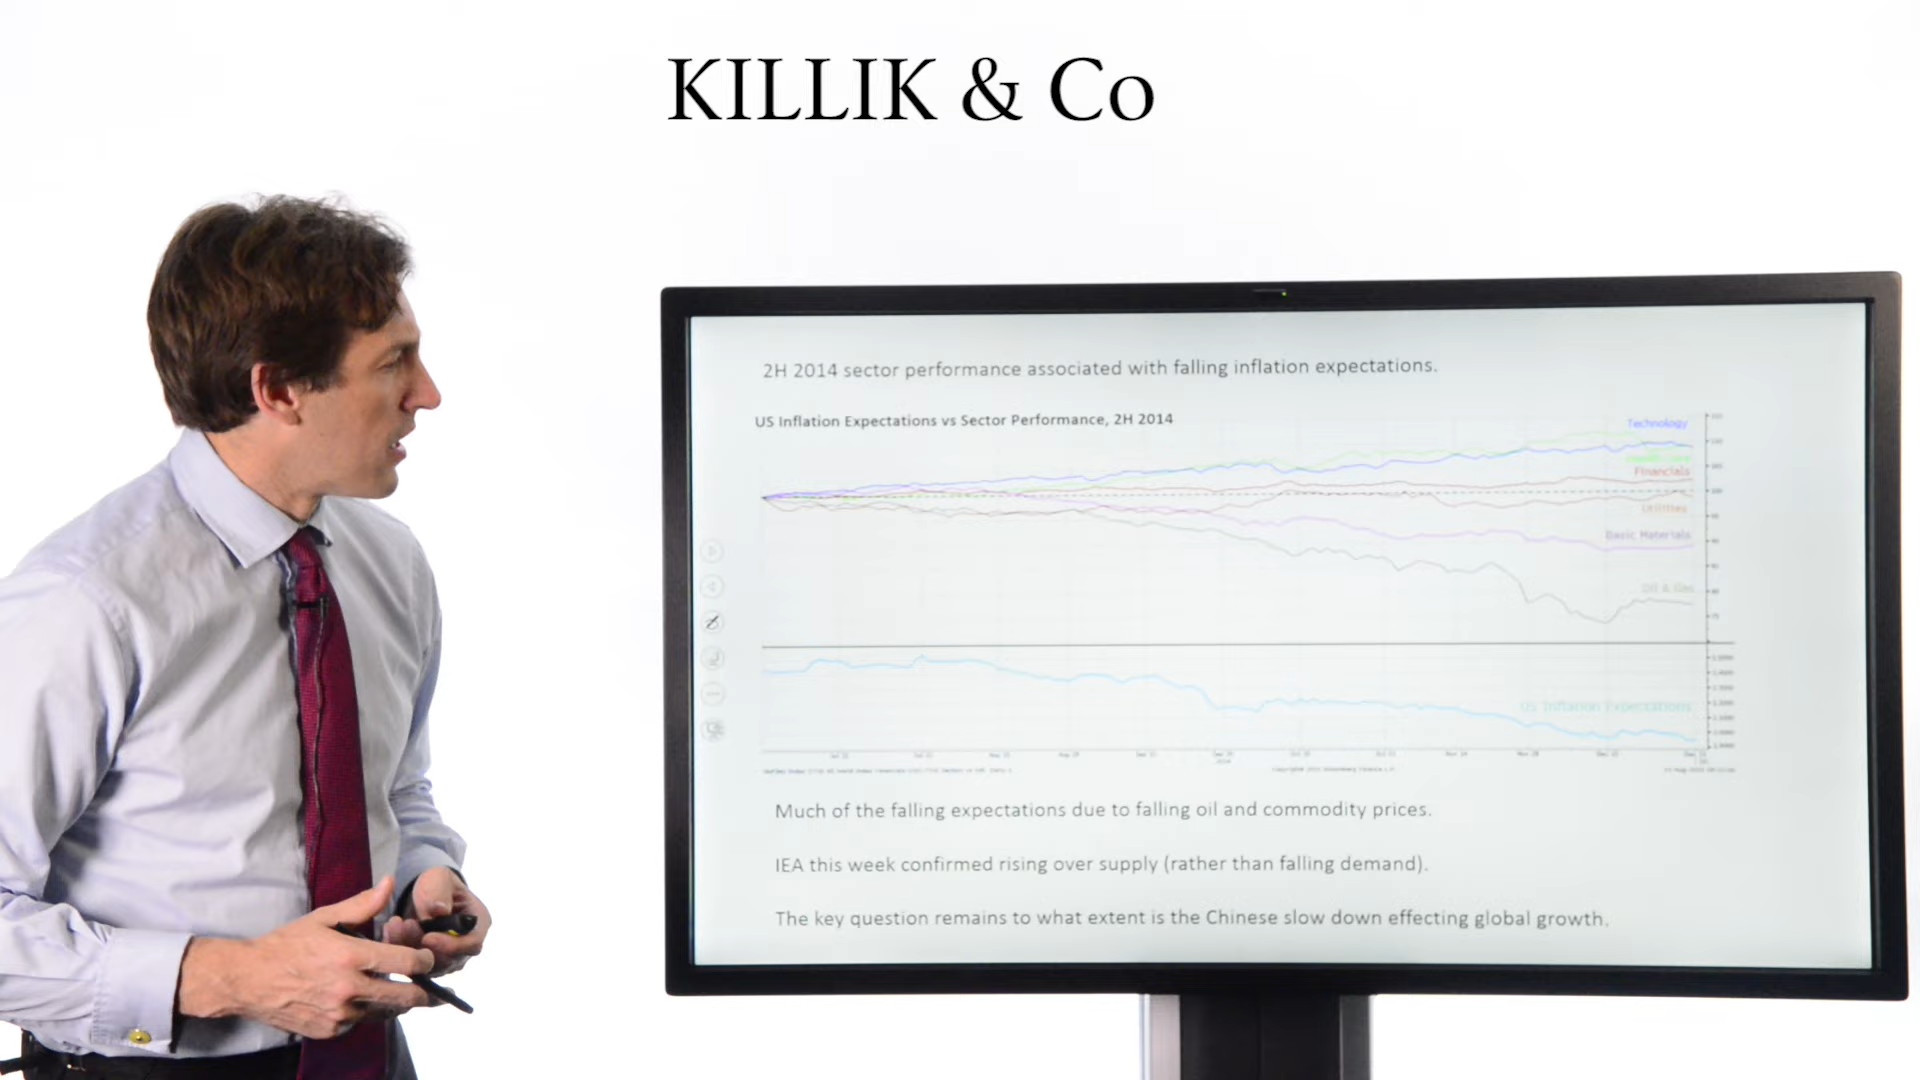 KILLIK & Co
2H 2014 sector performance associated with falling inflation expectations.
US Inflation Expectations vs Sector Performance, 2H 2014
Technology
Financials
Utilities
Basic Materials
Oil & Gas
US Inflation Expectations
Much of the falling expectations due to falling oil and commodity prices.
IEA this week confirmed rising over supply (rather than falling demand).
The key question remains to what extent is the Chinese slow down effecting global growth.